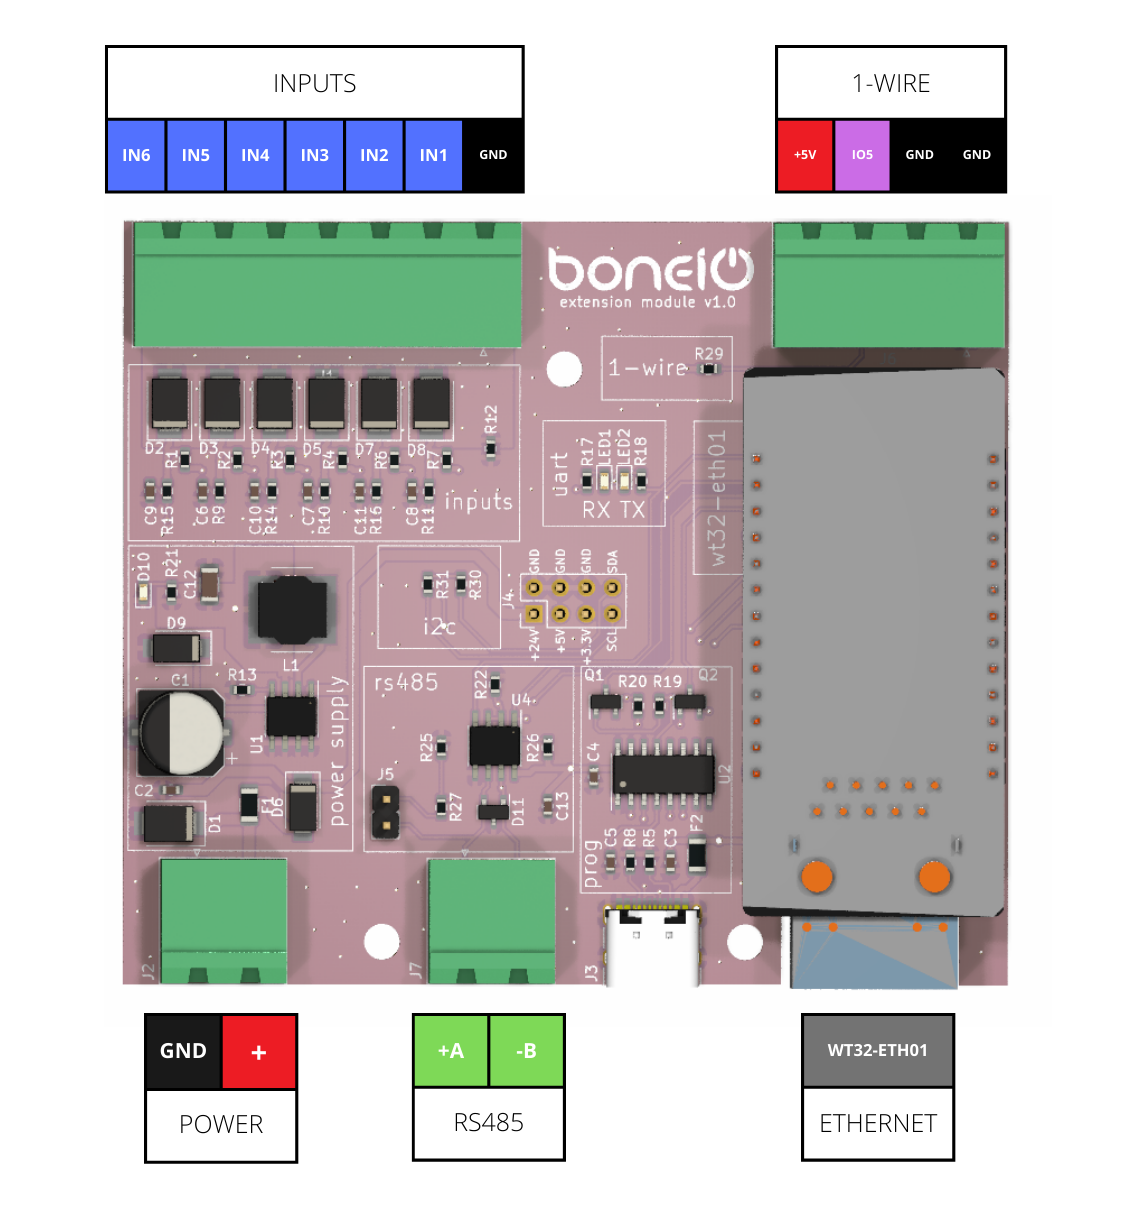 INPUTS
1-WIRE
IN6 IN5 IN4 IN3 IN2 IN1 GND
+5V IO5 GND GND
boneIO
extension module v1.0
1-wire
R29
D2 D3 D4 D5 D7 D8
R1 R2 R3 R4 R6 R7 R12
C9 R15 C6 R9 C10 R14 C7 R10 C11 R16 C8 R11
inputs
uart
R17 LED1 LED2 R18
RX TX
wt32-eth01
D10 R21 C12
D9
L1
C1
R13
U1
+
C2
D1
F1
D6
power supply
R31 R30
i2c
J4
GND GND GND SDA
+24V +5V +3.3V SCL
rs485
R22
U4
R25
R26
J5
R27
D11
C13
Q1 R20 R19 Q2
C4
U2
C5 R8 R5 C3 F2
prog
J2
J7
J3
GND +
POWER
+A -B
RS485
WT32-ETH01
ETHERNET